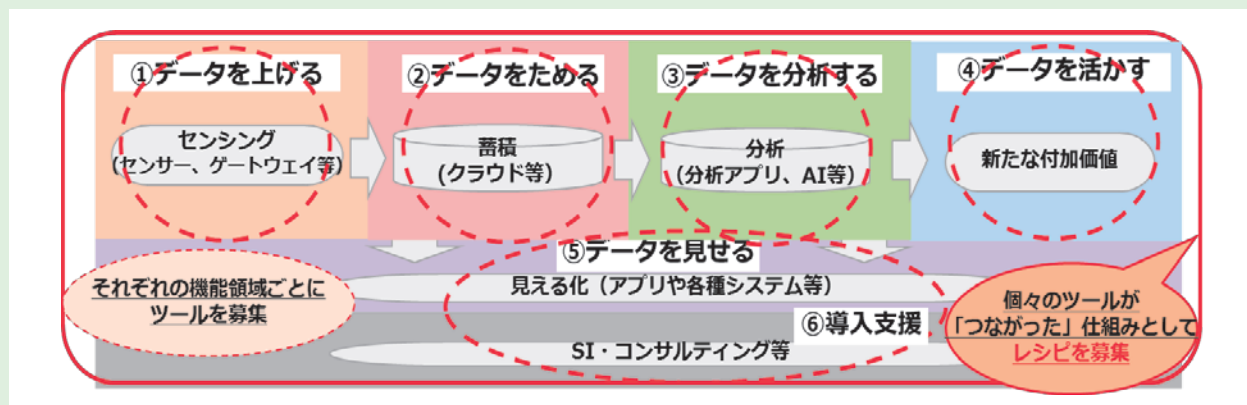 ①データを上げる
センシング
(センサー、ゲートウェイ等)
②データをためる
蓄積
(クラウド等)
③データを分析する
分析
(分析アプリ、AI等)
④データを活かす
新たな付加価値
⑤データを見せる
見える化（アプリや各種システム等）
⑥導入支援
SI・コンサルティング等
それぞれの機能領域ごとに
ツールを募集
個々のツールが
「つながった」仕組みとして
レシピを募集